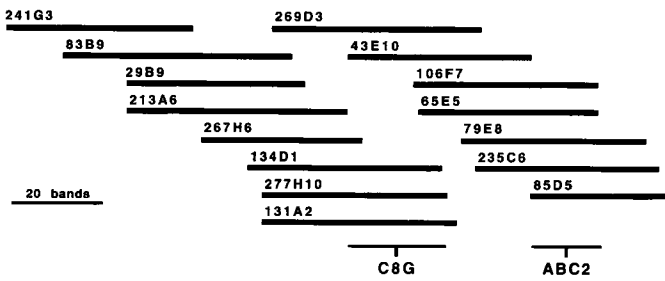 241G3
269D3
83B9
43E10
29B9
106F7
213A6
65E5
267H6
79E8
134D1
235C6
20 bands
277H10
85D5
131A2
C8G
ABC2